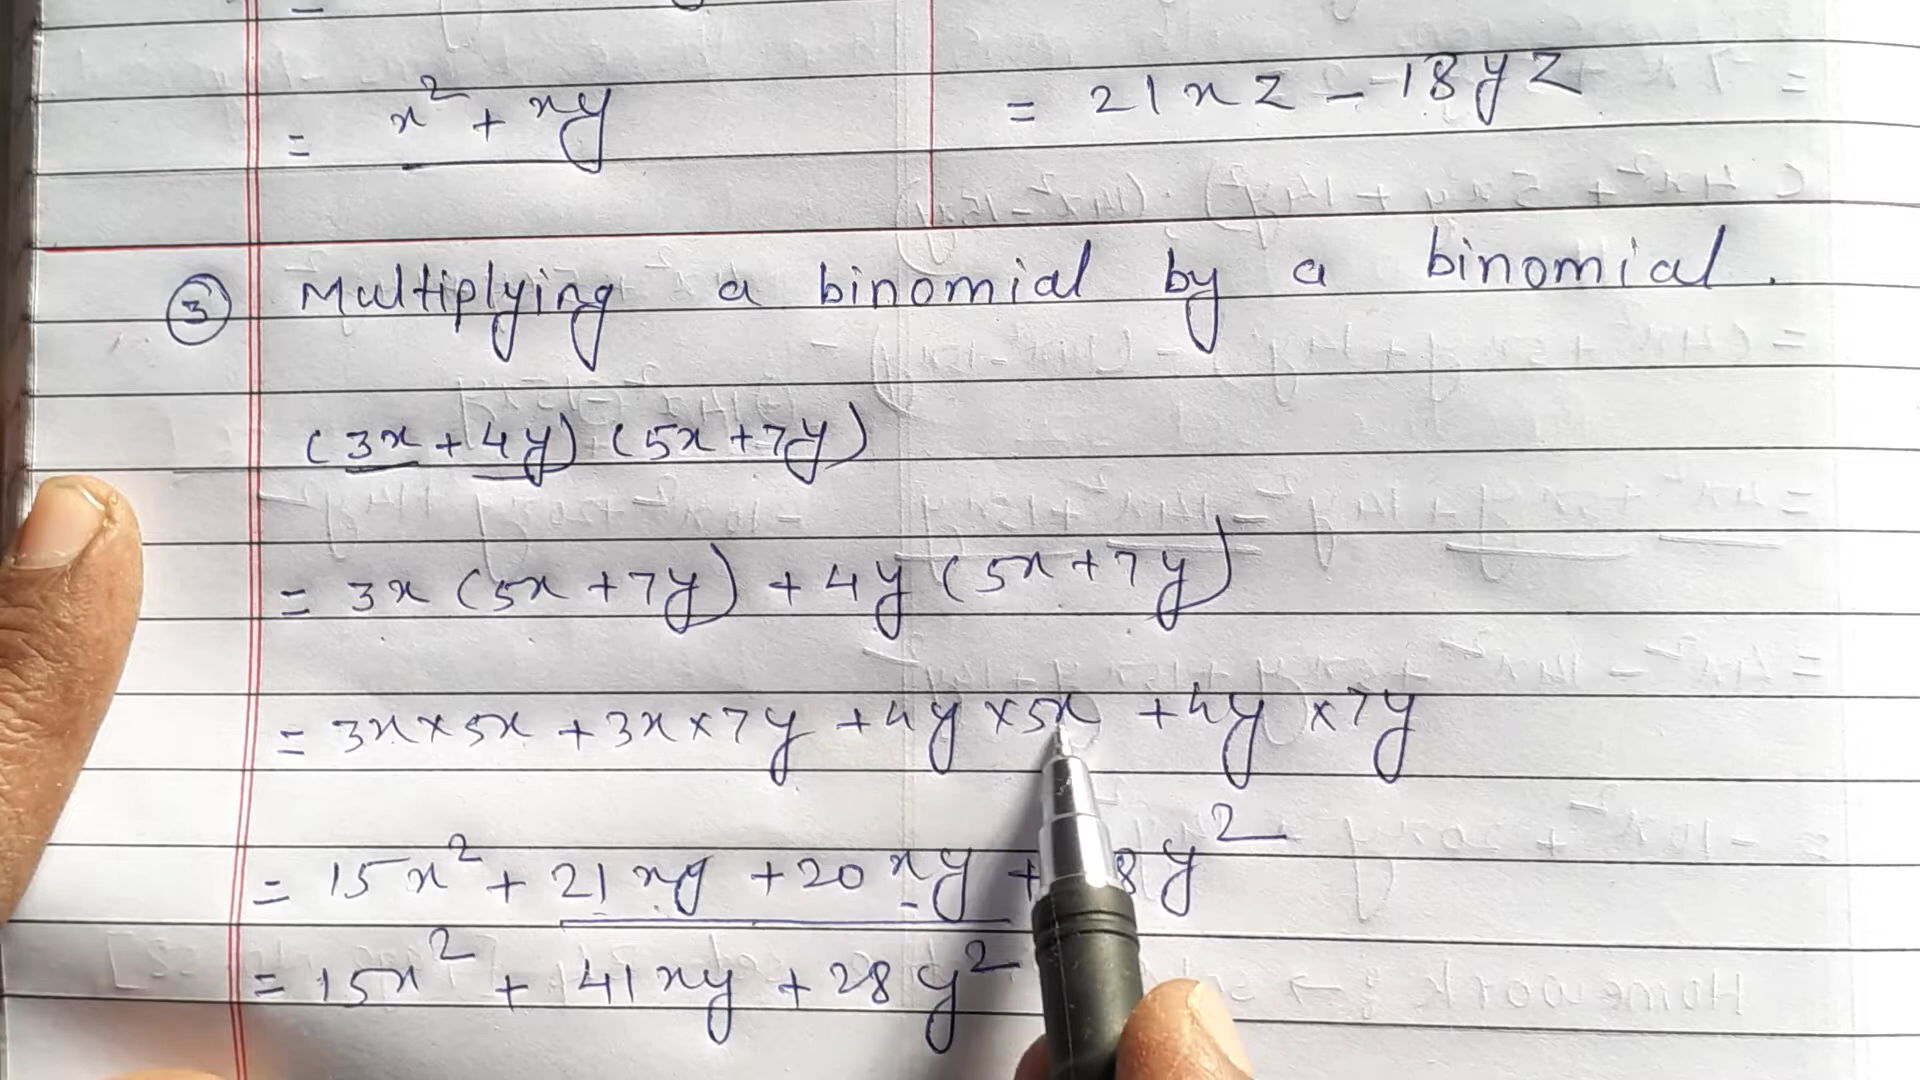 = x² + xy
= 21xz - 18yz
③ Multiplying a binomial by a binomial.
(3x + 4y) (5x + 7y)
= 3x (5x + 7y) + 4y (5x + 7y)
= 3x × 5x + 3x × 7y + 4y × 5x + 4y × 7y
= 15x² + 21xy + 20xy + 8y²
= 15x² + 41xy + 28y²